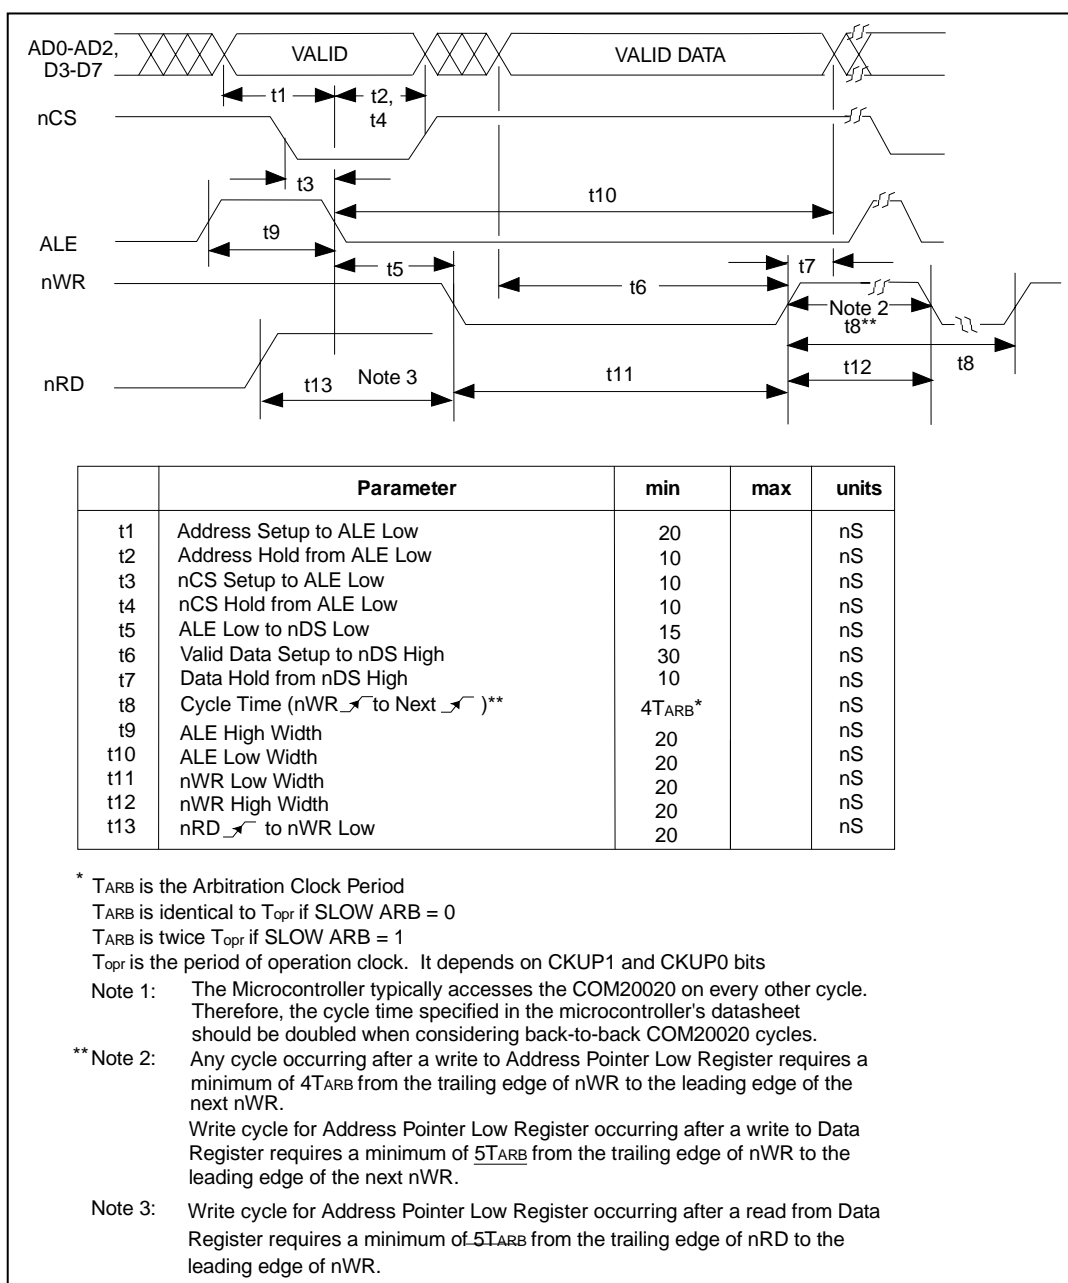 AD0-AD2,
D3-D7
VALID
VALID DATA
t1
t2,
t4
nCS
t3
t10
ALE
t9
t5
t7
nWR
t6
Note 2
t8**
t8
nRD
t13
Note 3
t11
t12
Parameter min max units
t1 Address Setup to ALE Low 20 nS
t2 Address Hold from ALE Low 10 nS
t3 nCS Setup to ALE Low 10 nS
t4 nCS Hold from ALE Low 10 nS
t5 ALE Low to nDS Low 15 nS
t6 Valid Data Setup to nDS High 30 nS
t7 Data Hold from nDS High 10 nS
t8 Cycle Time (nWR to Next )** 4TARB* nS
t9 ALE High Width 20 nS
t10 ALE Low Width 20 nS
t11 nWR Low Width 20 nS
t12 nWR High Width 20 nS
t13 nRD to nWR Low 20 nS
* TARB is the Arbitration Clock Period
TARB is identical to Topr if SLOW ARB = 0
TARB is twice Topr if SLOW ARB = 1
Topr is the period of operation clock. It depends on CKUP1 and CKUP0 bits
Note 1: The Microcontroller typically accesses the COM20020 on every other cycle.
Therefore, the cycle time specified in the microcontroller's datasheet
should be doubled when considering back-to-back COM20020 cycles.
**Note 2: Any cycle occurring after a write to Address Pointer Low Register requires a
minimum of 4TARB from the trailing edge of nWR to the leading edge of the
next nWR.
Write cycle for Address Pointer Low Register occurring after a write to Data
Register requires a minimum of 5TARB from the trailing edge of nWR to the
leading edge of the next nWR.
Note 3: Write cycle for Address Pointer Low Register occurring after a read from Data
Register requires a minimum of 5TARB from the trailing edge of nRD to the
leading edge of nWR.